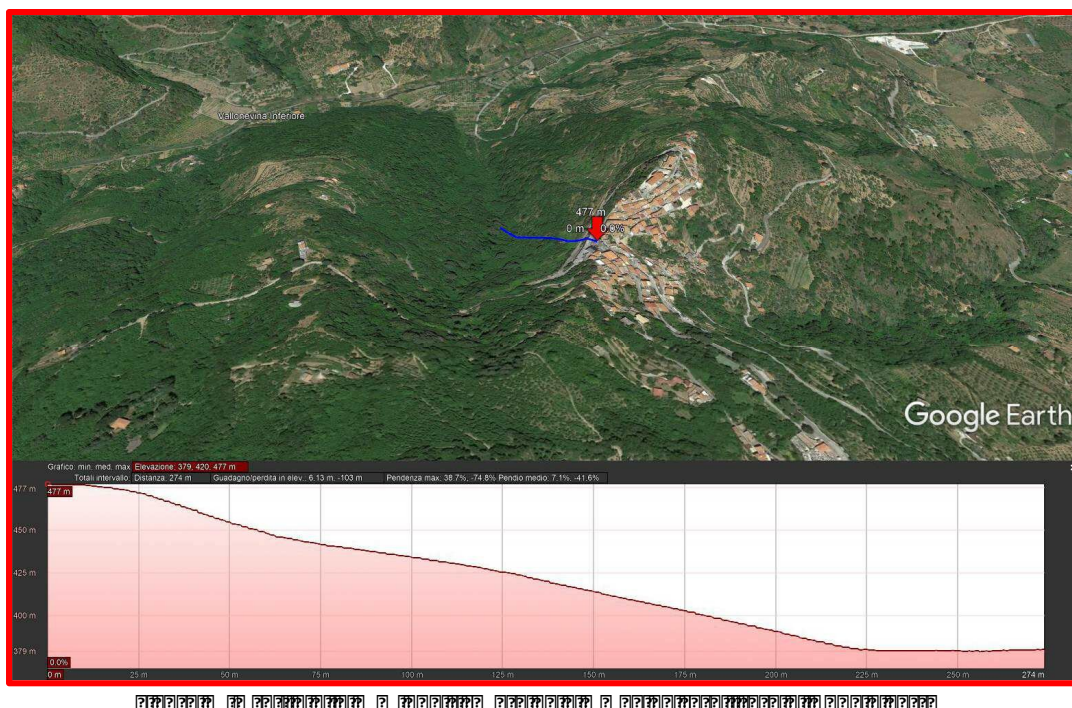 Vallonevina Inferiore
477 m
0 m 0.0%
Google Earth
Grafico: min, med, max Elevazione: 379, 420, 477 m
Totali intervallo: Distanza: 274 m Guadagno/perdita in elev.: 6.13 m, -103 m Pendenza max: 38.7%, -74.8% Pendio medio: 7.1%, -41.6%
477 m 477 m
450 m
425 m
400 m
379 m 0.0%
0 m 25 m 50 m 75 m 100 m 125 m 150 m 175 m 200 m 225 m 250 m 274 m